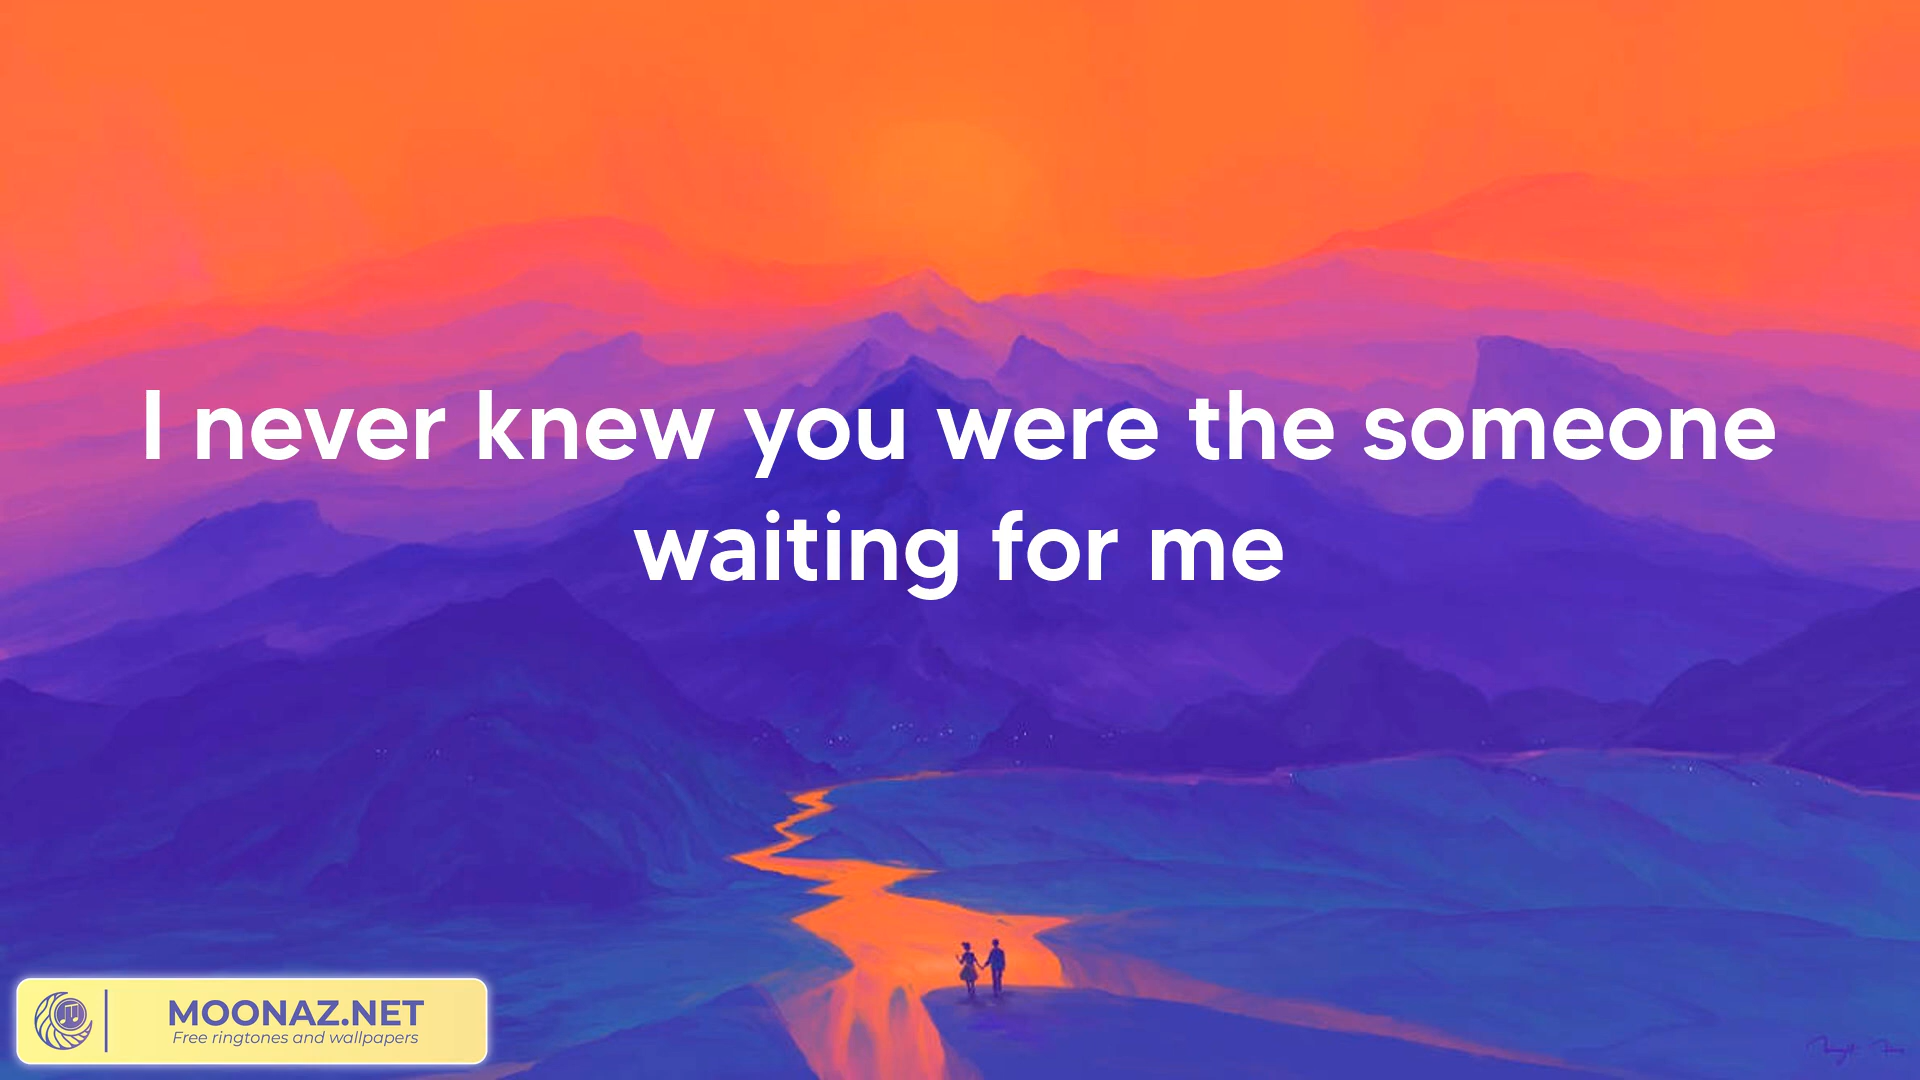 I never knew you were the someone
waiting for me
MOONAZ.NET
Free ringtones and wallpapers